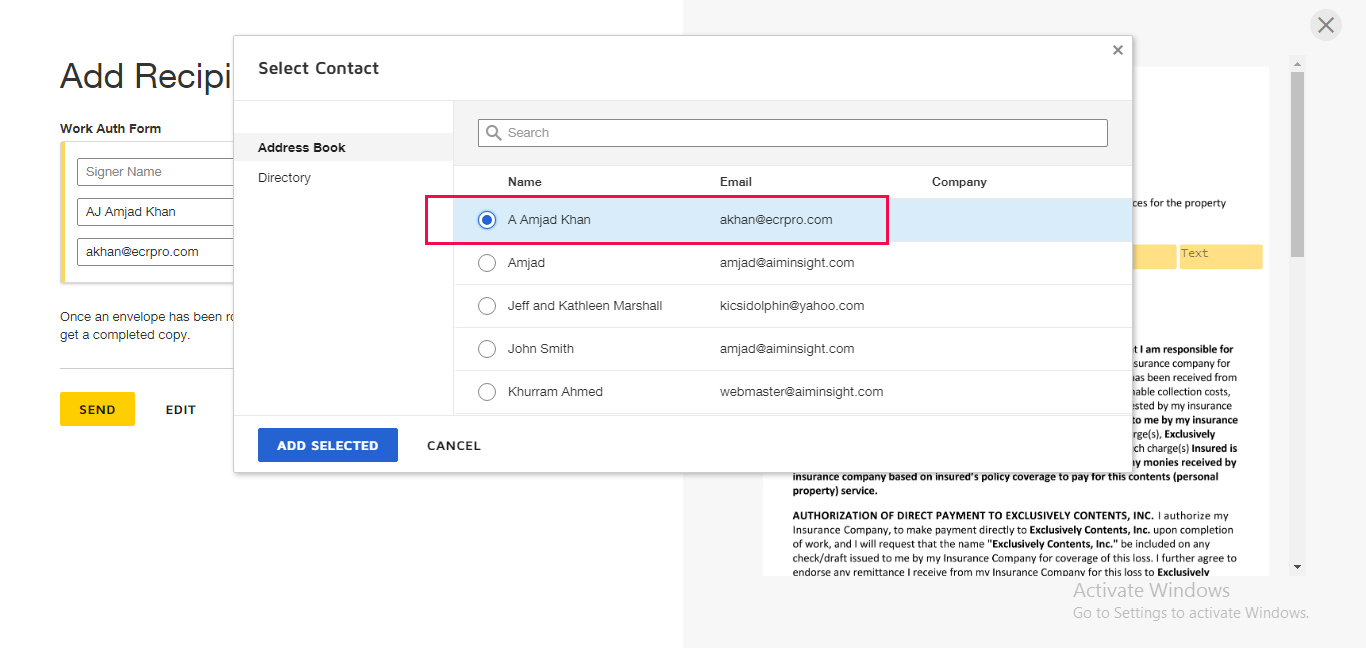 Add Recipi
Work Auth Form
Signer Name
AJ Amjad Khan
akhan@ecrpro.com
Once an envelope has been ro
get a completed copy.
SEND
EDIT
Select Contact
Address Book
Directory
Search
Name Email Company
A Amjad Khan akhan@ecrpro.com
Amjad amjad@aiminsight.com
Jeff and Kathleen Marshall kicsidolphin@yahoo.com
John Smith amjad@aiminsight.com
Khurram Ahmed webmaster@aiminsight.com
ADD SELECTED
CANCEL
ces for the property
Text
t I am responsible for
surance company for
as been received from
nable collection costs,
sted by my insurance
to me by my insurance
rge(s), Exclusively
ch charge(s) Insured is
y monies received by
insurance company based on insured's policy coverage to pay for this contents (personal
property) service.
AUTHORIZATION OF DIRECT PAYMENT TO EXCLUSIVELY CONTENTS, INC. I authorize my
Insurance Company, to make payment directly to Exclusively Contents, Inc. upon completion
of work, and I will request that the name "Exclusively Contents, Inc." be included on any
check/draft issued to me by my Insurance Company for coverage of this loss. I further agree to
endorse any remittance I receive from my Insurance Company for this loss to Exclusively
Activate Windows
Go to Settings to activate Windows.